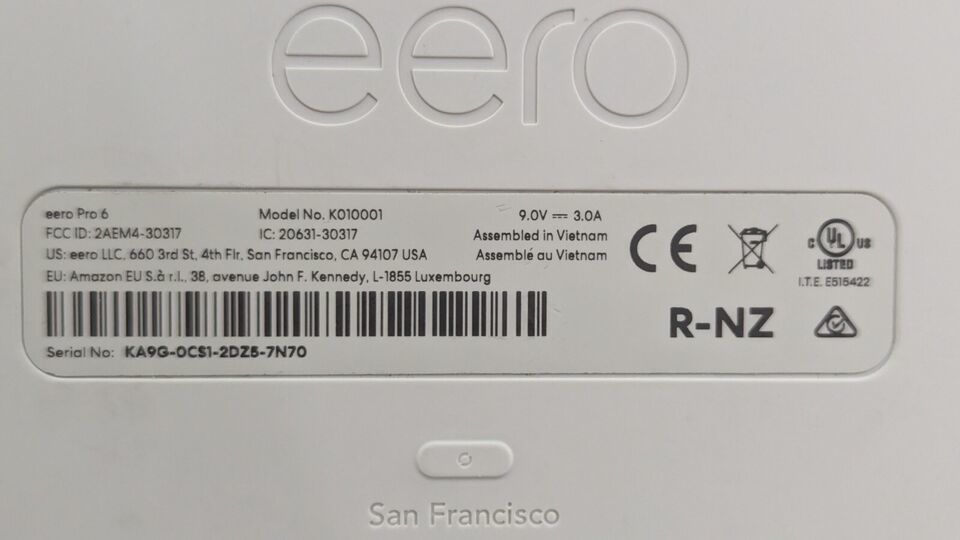 eero
eero Pro 6 Model No. K010001 9.0V ⎓ 3.0A
FCC ID: 2AEM4-30317 IC: 20631-30317 Assembled in Vietnam
US: eero LLC, 660 3rd St, 4th Flr, San Francisco, CA 94107 USA Assemblé au Vietnam
EU: Amazon EU S.à r.l., 38, avenue John F. Kennedy, L-1855 Luxembourg
CE
C UL US
LISTED
I.T.E. E515422
R-NZ
Serial No: KA9G-0CS1-2DZ5-7N70
San Francisco